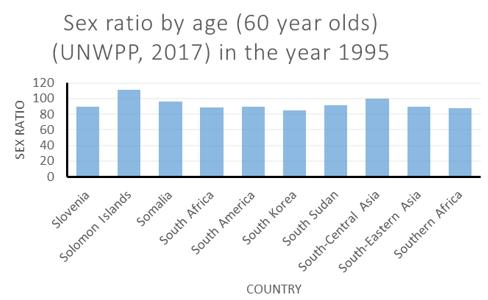 Sex ratio by age (60 year olds)
(UNWPP, 2017) in the year 1995
120
100
80
60
40
20
0
SEX RATIO
Slovenia
Solomon Islands
Somalia
South Africa
South America
South Korea
South Sudan
South-Central Asia
South-Eastern Asia
Southern Africa
COUNTRY